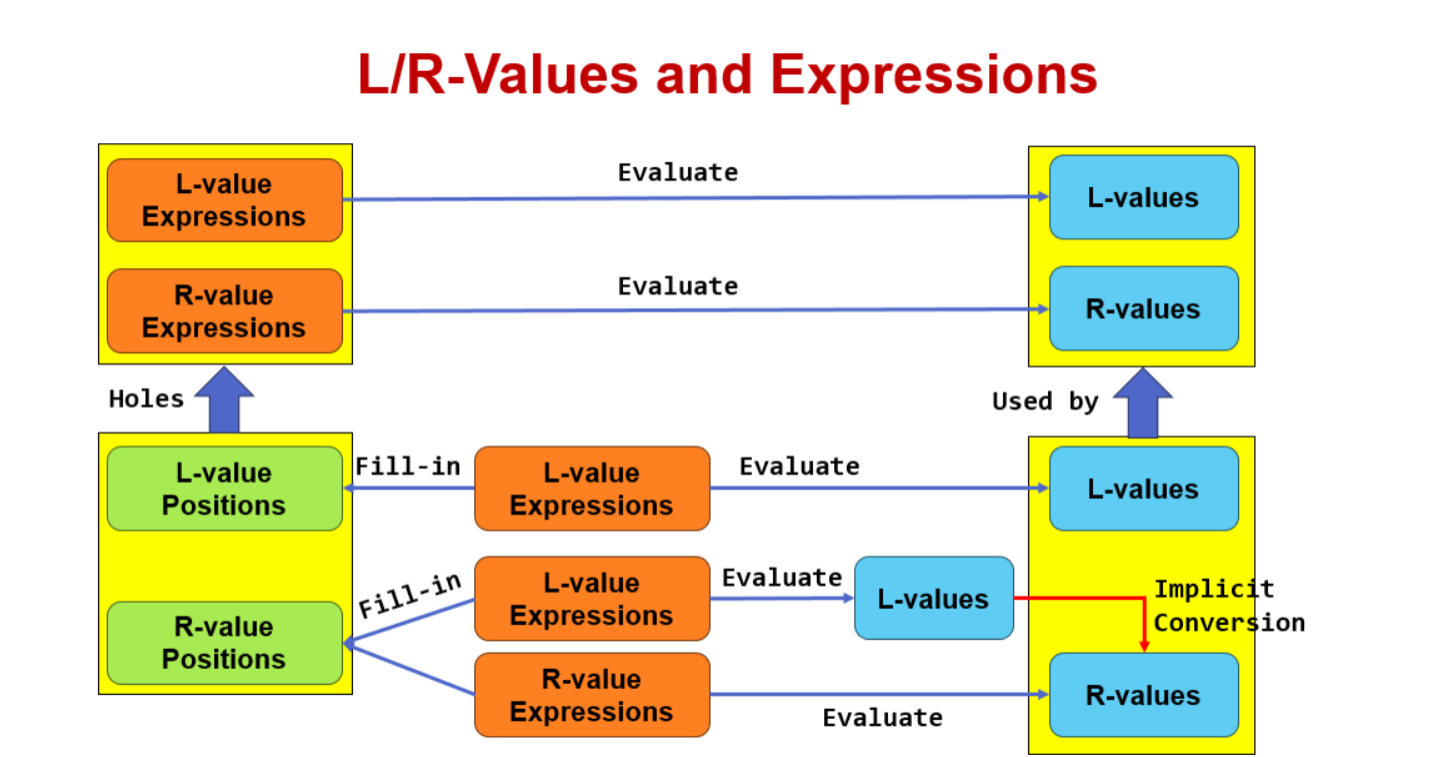 L/R-Values and Expressions
L-value
Expressions
Evaluate
L-values
R-value
Expressions
Evaluate
R-values
Holes
Used by
L-value
Positions
Fill-in
L-value
Expressions
Evaluate
L-values
R-value
Positions
Fill-in
L-value
Expressions
Evaluate
L-values
Implicit
Conversion
R-value
Expressions
Evaluate
R-values